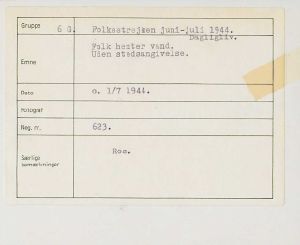 Gruppe 6 G. Folkestrejken juni-juli 1944.
Dagligliv.
Folk henter vand.
Uden stedsangivelse.
Emne
Dato o. 1/7 1944.
Fotograf
Neg. nr. 623.
Særlige Rom.
bemærkninger